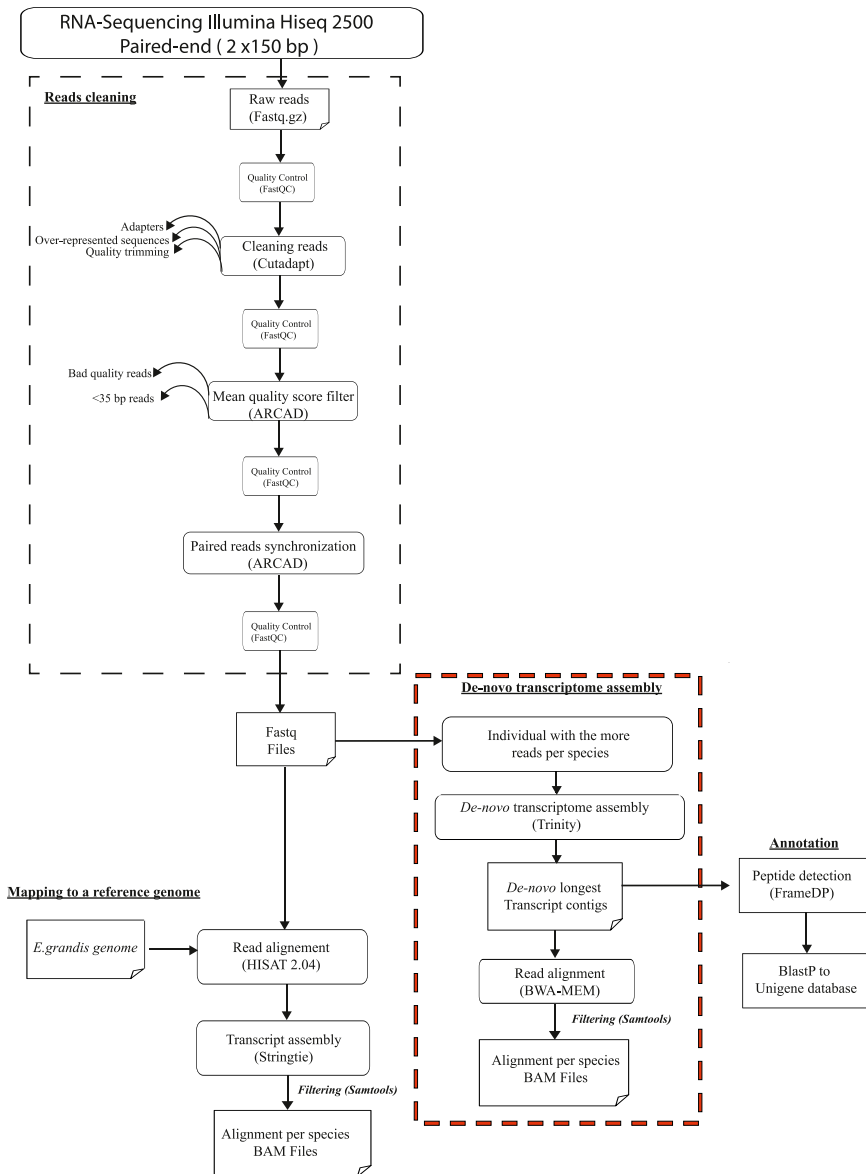 RNA-Sequencing Illumina Hiseq 2500
Paired-end ( 2 x150 bp )
Reads cleaning
Raw reads
(Fastq.gz)
Quality Control
(FastQC)
Adapters
Over-represented sequences
Quality trimming
Cleaning reads
(Cutadapt)
Quality Control
(FastQC)
Bad quality reads
<35 bp reads
Mean quality score filter
(ARCAD)
Quality Control
(FastQC)
Paired reads synchronization
(ARCAD)
Quality Control
(FastQC)
Fastq
Files
De-novo transcriptome assembly
Individual with the more
reads per species
De-novo transcriptome assembly
(Trinity)
De-novo longest
Transcript contigs
Read alignment
(BWA-MEM)
Filtering (Samtools)
Alignment per species
BAM Files
Annotation
Peptide detection
(FrameDP)
BlastP to
Unigene database
Mapping to a reference genome
E.grandis genome
Read alignement
(HISAT 2.04)
Transcript assembly
(Stringtie)
Filtering (Samtools)
Alignment per species
BAM Files